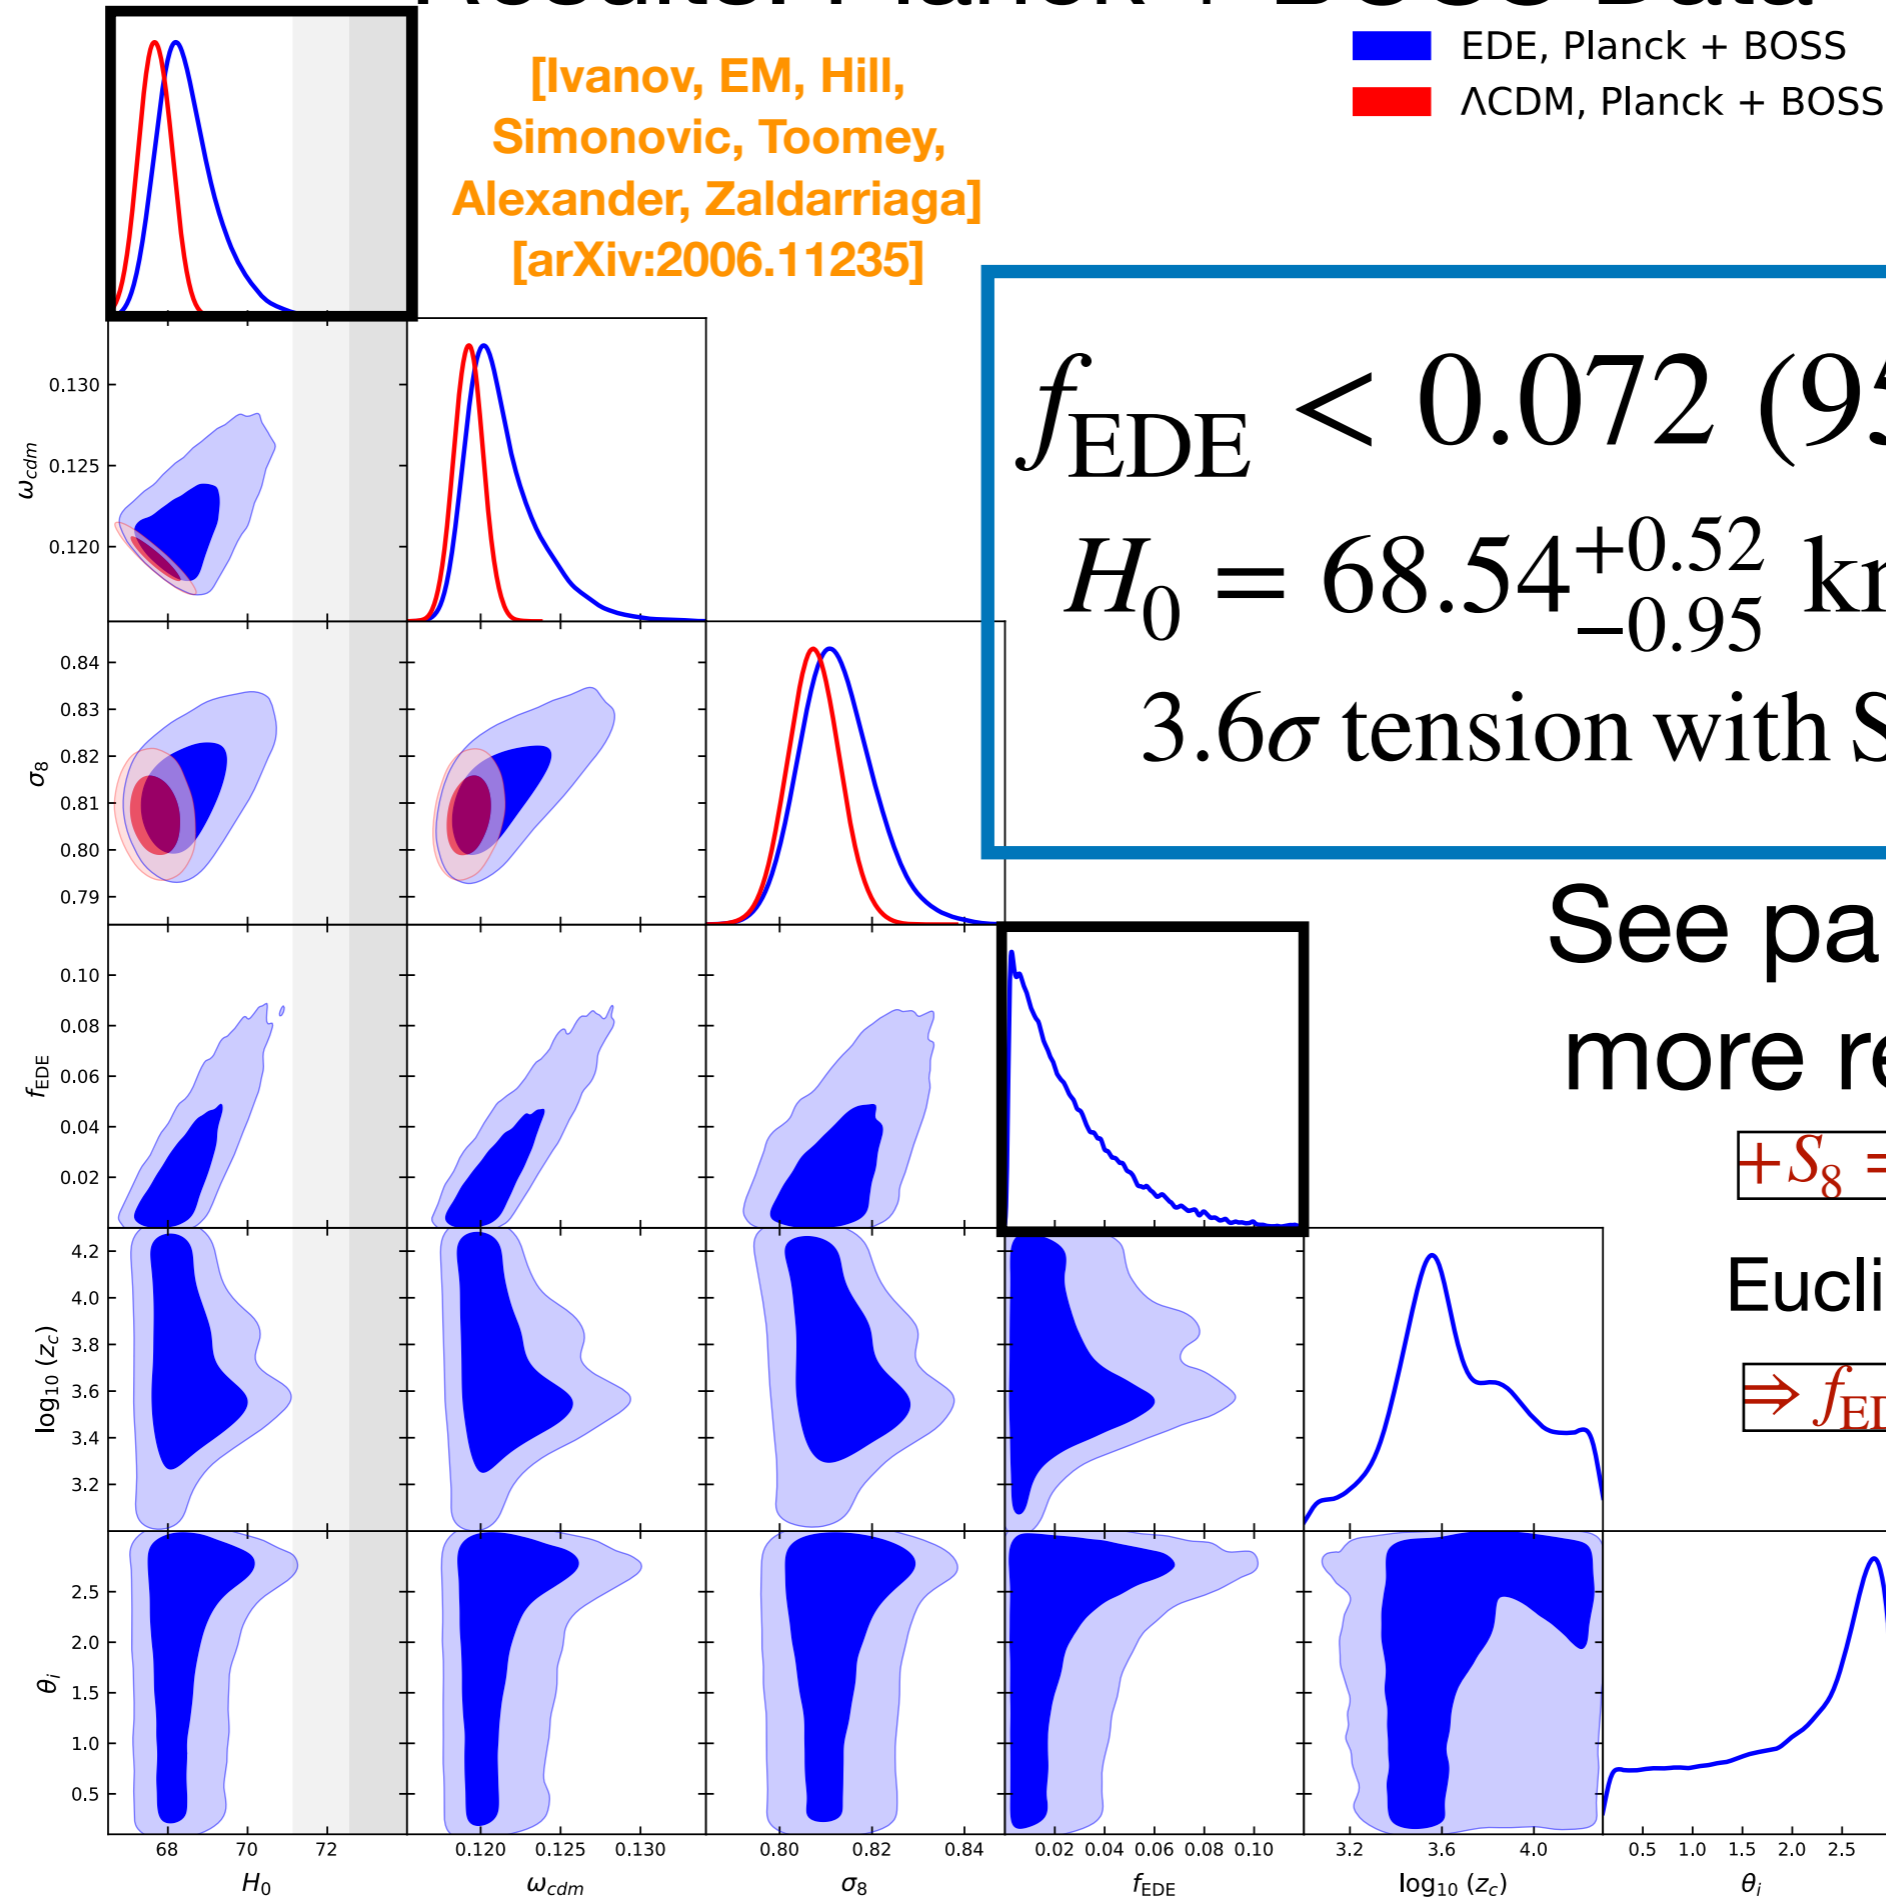 Results: Planck + BOSS Data
EDE, Planck + BOSS
ΛCDM, Planck + BOSS
[Ivanov, EM, Hill,
Simonovic, Toomey,
Alexander, Zaldarriaga]
[arXiv:2006.11235]
f_EDE < 0.072 (95
H_0 = 68.54^{+0.52}_{−0.95}
3.6σ tension with S
See pa
more re
+S_8 =
Eucli
⇒ f_ED
0.130
0.125
0.120
ω_cdm
0.84
0.83
0.82
0.81
0.80
0.79
σ_8
0.10
0.08
0.06
0.04
0.02
f_EDE
4.2
4.0
3.8
3.6
3.4
3.2
log_10 (z_c)
2.5
2.0
1.5
1.0
0.5
θ_i
68 70 72
0.120 0.125 0.130
0.80 0.82 0.84
0.02 0.04 0.06 0.08 0.10
3.2 3.6 4.0
0.5 1.0 1.5 2.0 2.5
H_0
ω_cdm
σ_8
f_EDE
log_10 (z_c)
θ_i